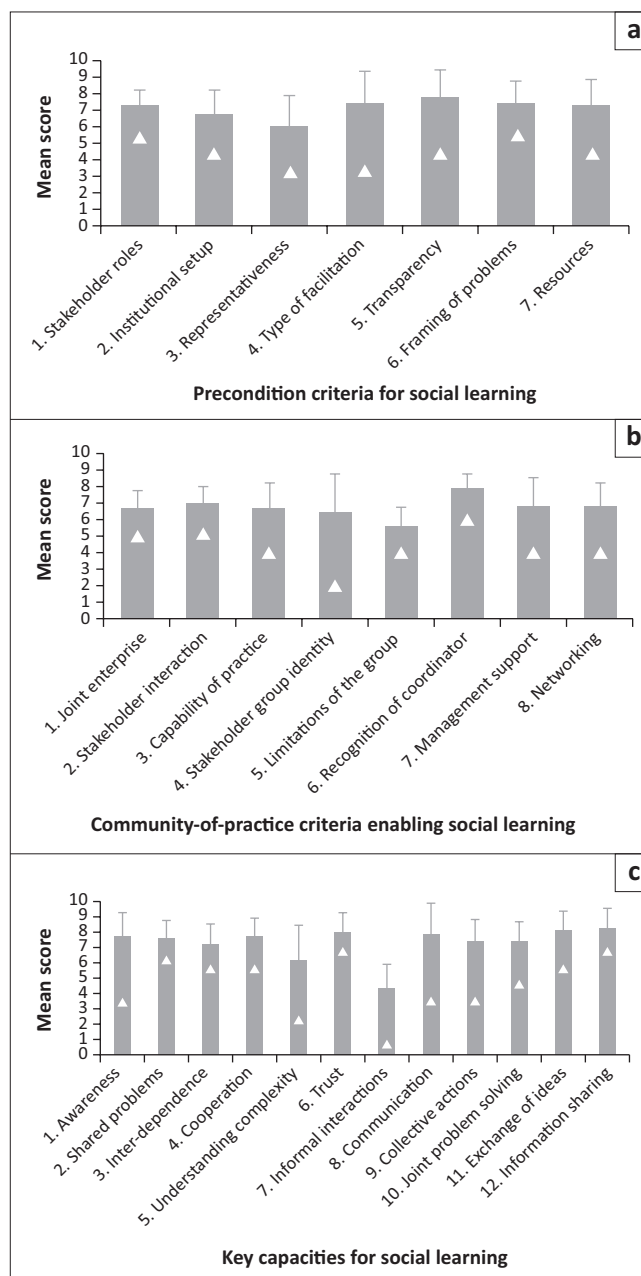 a
10
9
8
7
6
5
4
3
2
1
0
Mean score
1. Stakeholder roles
2. Institutional setup
3. Representativeness
4. Type of facilitation
5. Transparency
6. Framing of problems
7. Resources
Precondition criteria for social learning
b
10
9
8
7
6
5
4
3
2
1
0
Mean score
1. Joint enterprise
2. Stakeholder interaction
3. Capability of practice
4. Stakeholder group identity
5. Limitations of the group
6. Recognition of coordinator
7. Management support
8. Networking
Community-of-practice criteria enabling social learning
c
10
9
8
7
6
5
4
3
2
1
0
Mean score
1. Awareness
2. Shared problems
3. Inter-dependence
4. Cooperation
5. Understanding complexity
6. Trust
7. Informal interactions
8. Communication
9. Collective actions
10. Joint problem solving
11. Exchange of ideas
12. Information sharing
Key capacities for social learning